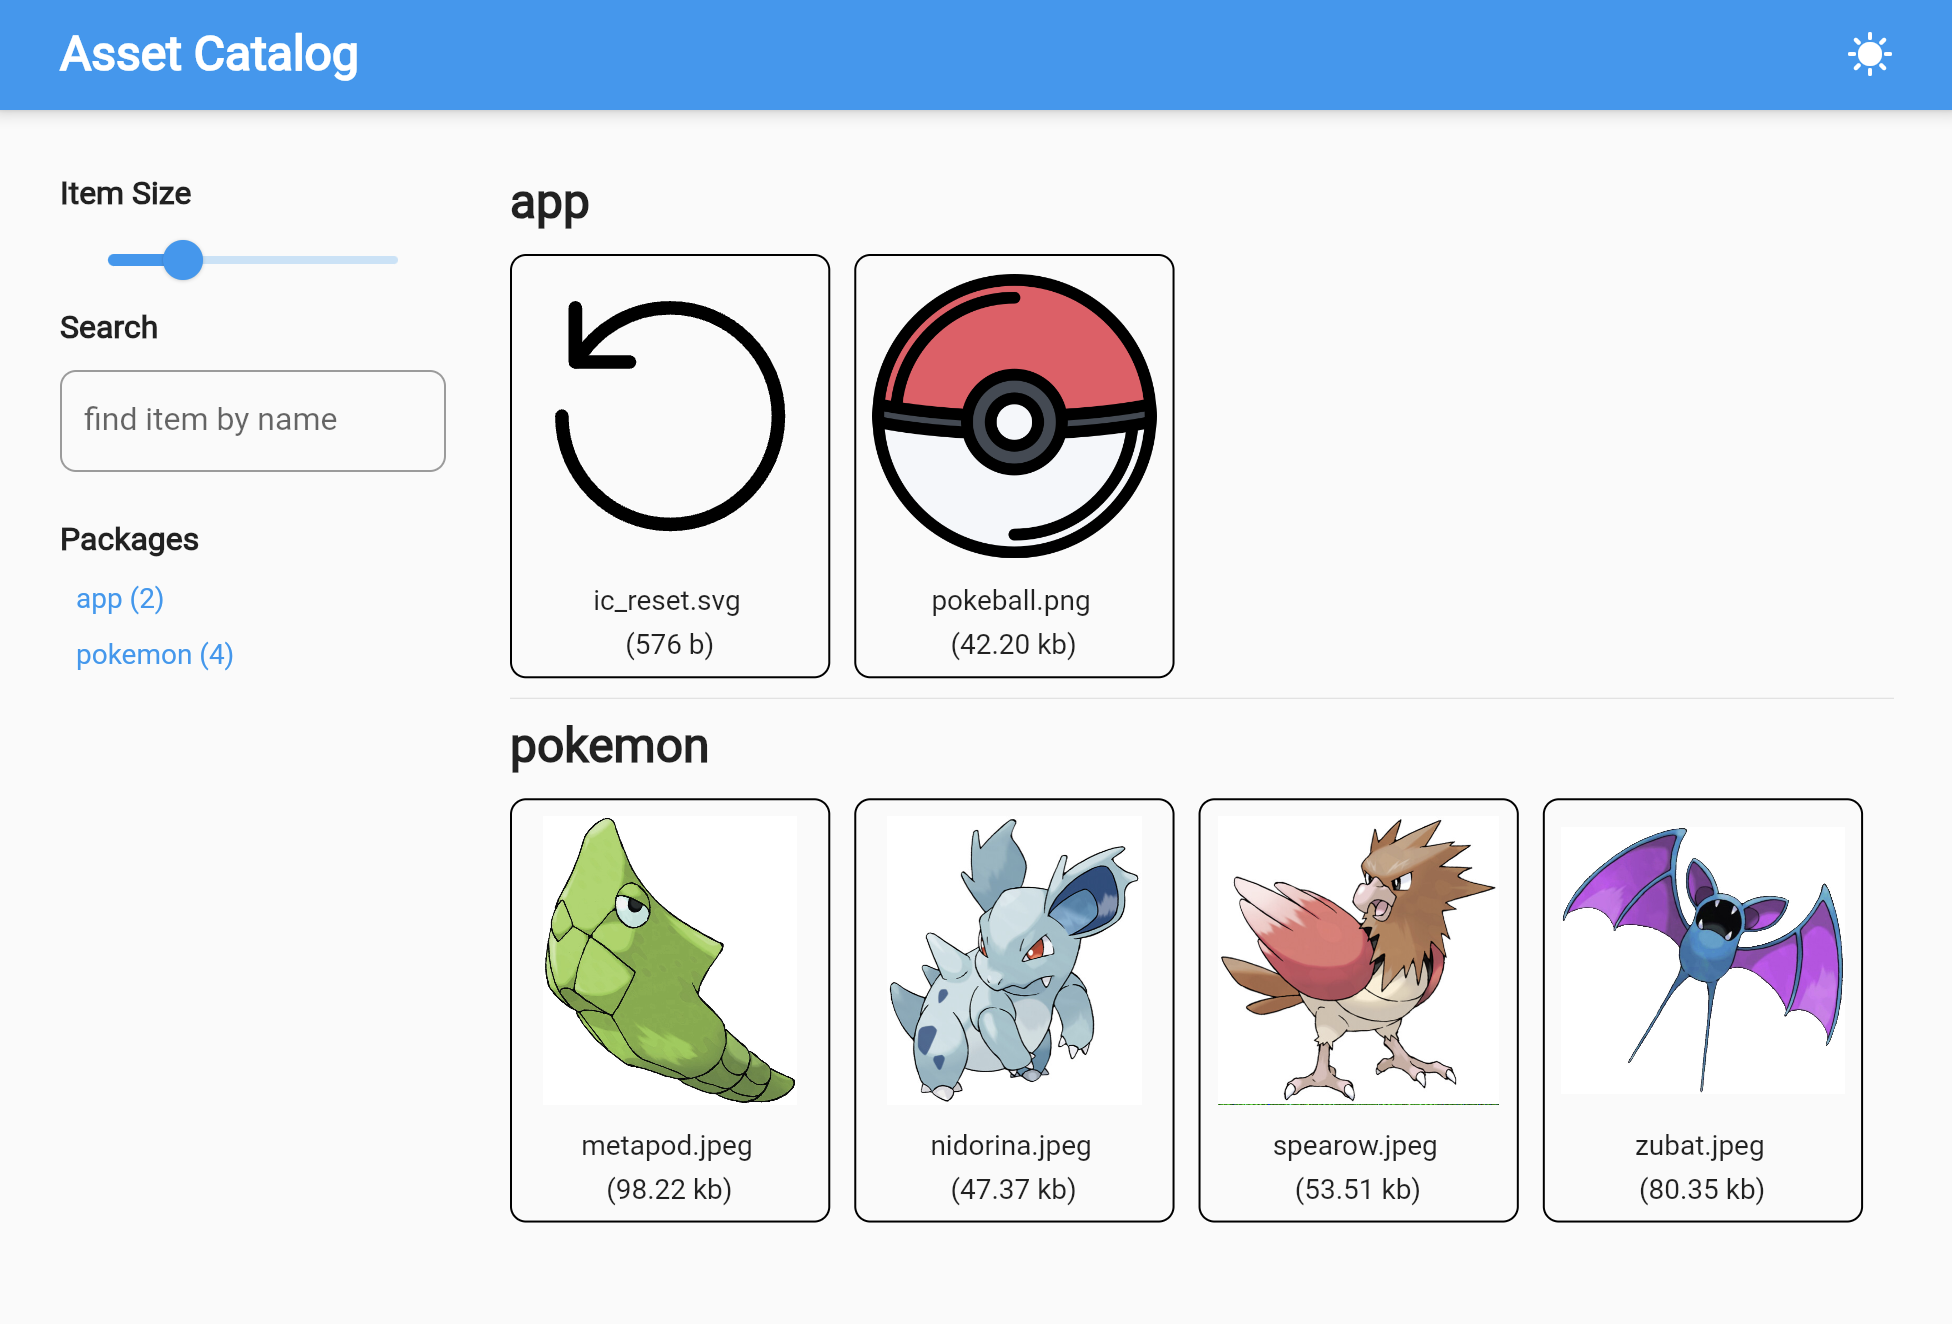 Asset Catalog
Item Size
Search
find item by name
Packages
app (2)
pokemon (4)
app
ic_reset.svg
(576 b)
pokeball.png
(42.20 kb)
pokemon
metapod.jpeg
(98.22 kb)
nidorina.jpeg
(47.37 kb)
spearow.jpeg
(53.51 kb)
zubat.jpeg
(80.35 kb)